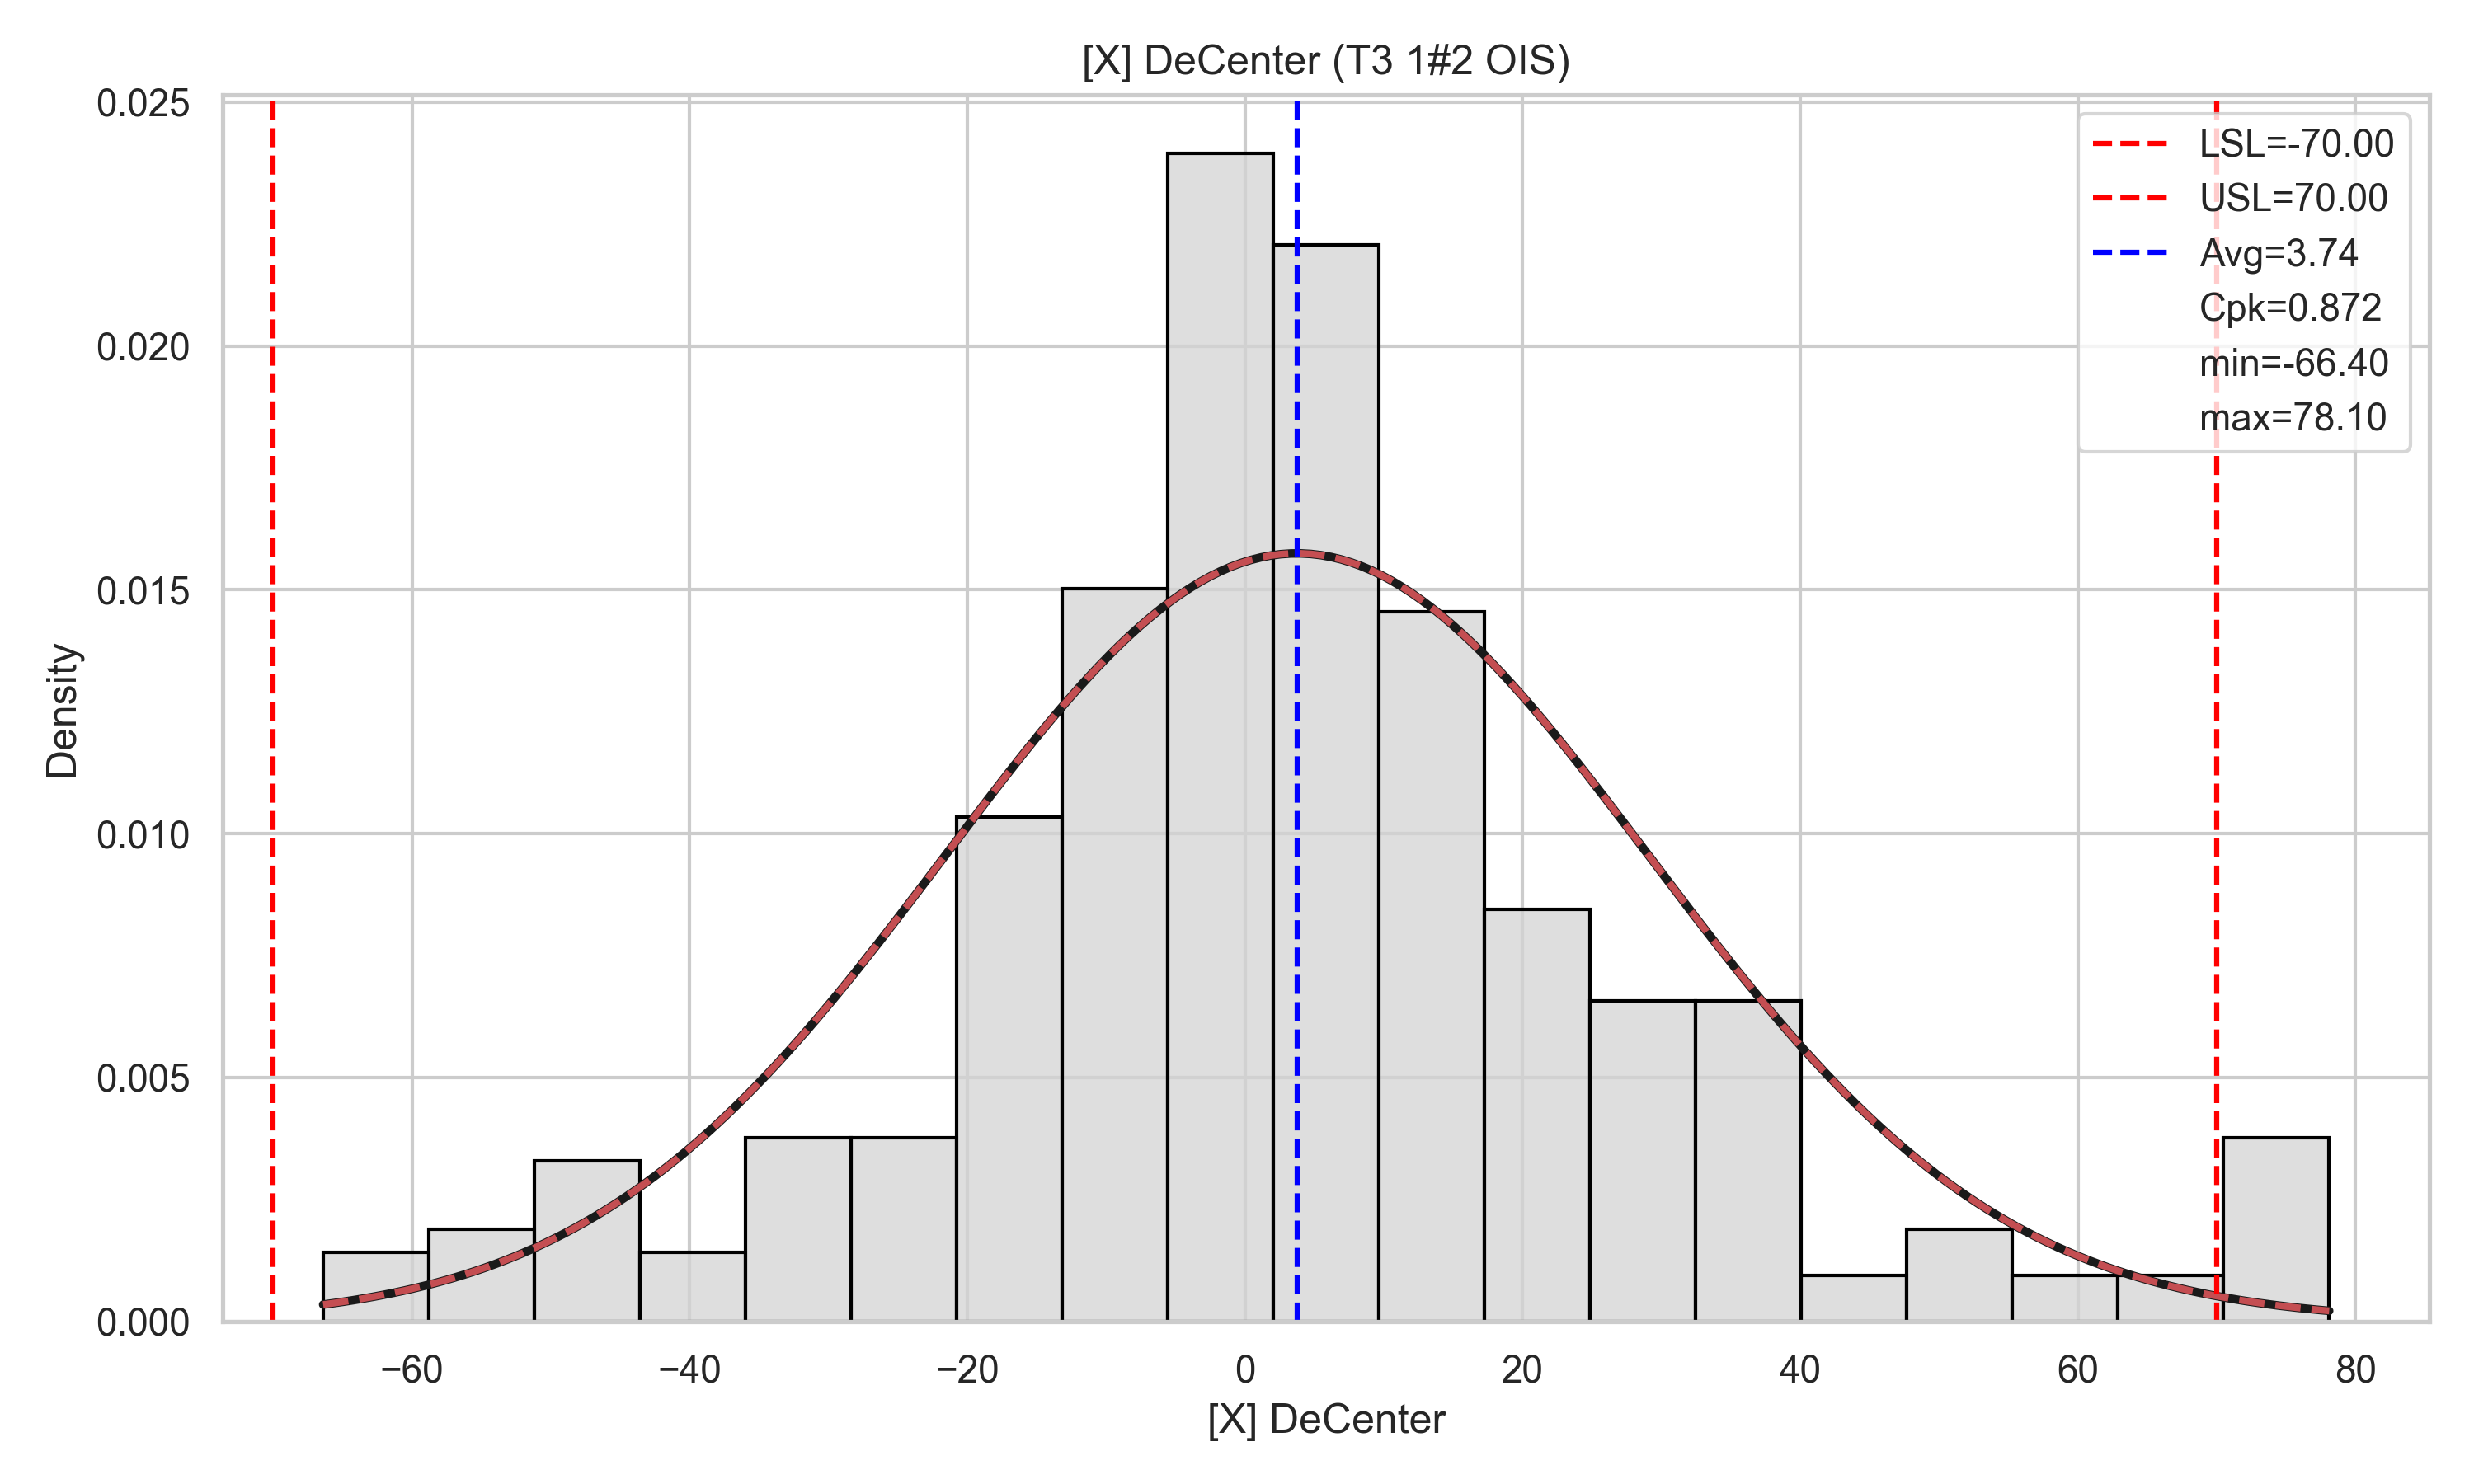 [X] DeCenter (T3 1#2 OIS)
LSL=-70.00
USL=70.00
Avg=3.74
Cpk=0.872
min=-66.40
max=78.10
0.025
0.020
0.015
0.010
0.005
0.000
Density
−60 −40 −20 0 20 40 60 80
[X] DeCenter